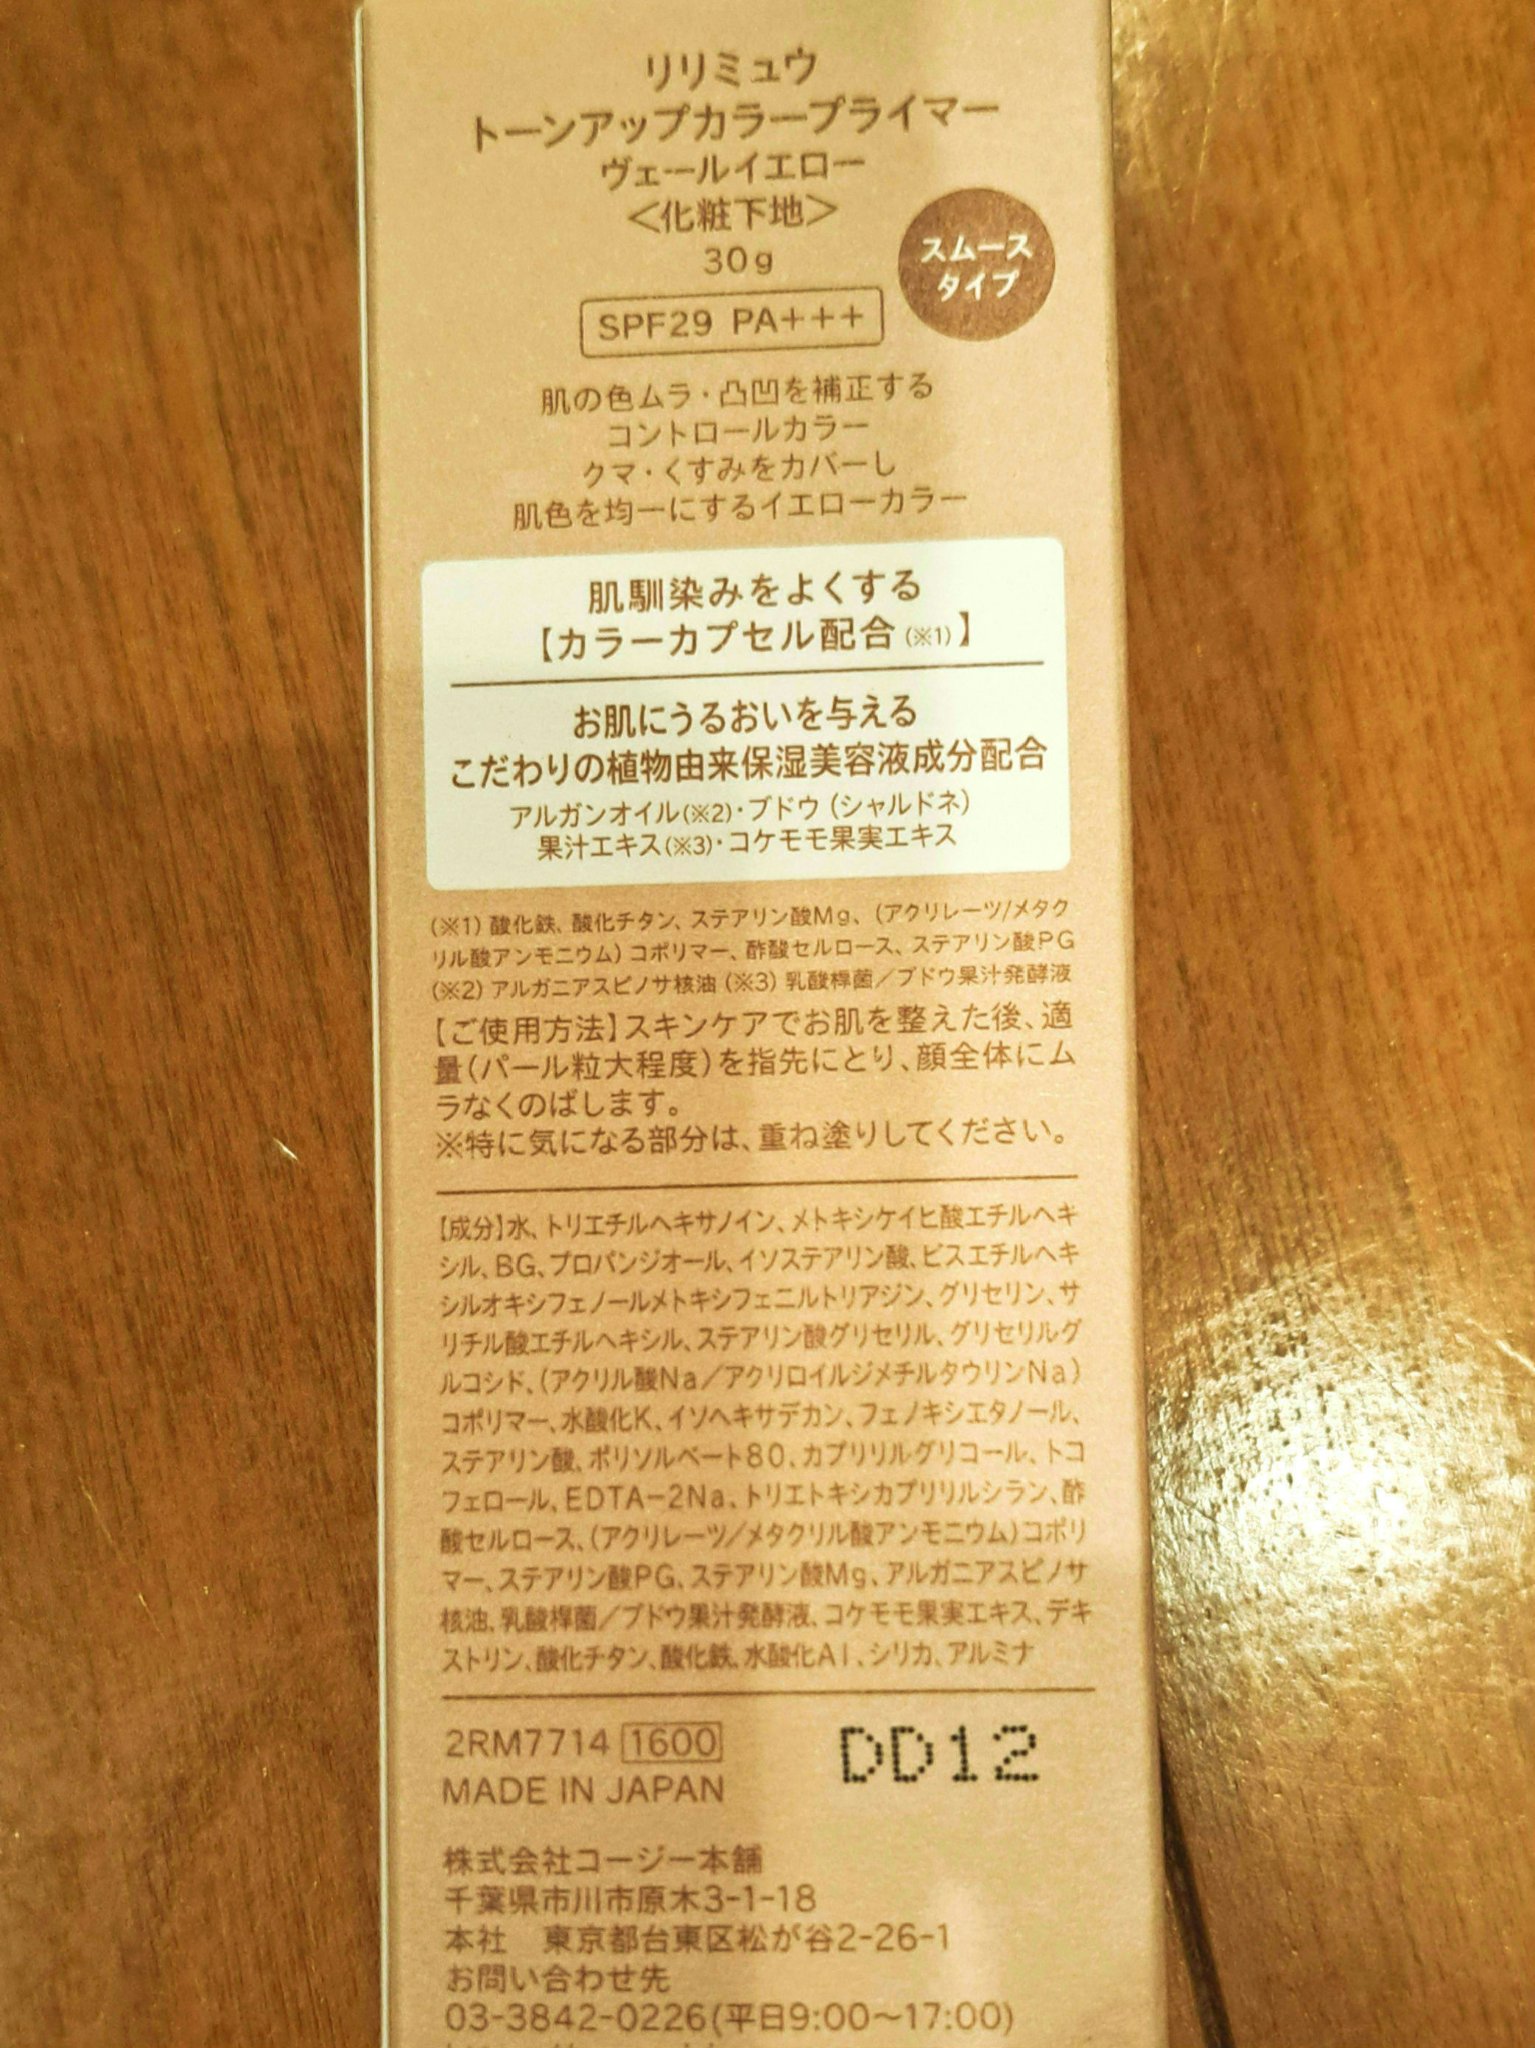 リリミュウ
トーンアップカラープライマー
ヴェールイエロー
＜化粧下地＞
30g
スムース
タイプ
SPF29 PA+++
肌の色ムラ・凸凹を補正する
コントロールカラー
クマ・くすみをカバーし
肌色を均一にするイエローカラー
肌馴染みをよくする
【カラーカプセル配合(※1)】
お肌にうるおいを与える
こだわりの植物由来保湿美容液成分配合
アルガンオイル(※2)・ブドウ（シャルドネ）
果汁エキス(※3)・コケモモ果実エキス
(※1) 酸化鉄、酸化チタン、ステアリン酸Mg、(アクリレーツ/メタク
リル酸アンモニウム)コポリマー、酢酸セルロース、ステアリン酸PG
(※2) アルガニアスピノサ核油 (※3) 乳酸桿菌／ブドウ果汁発酵液
【ご使用方法】スキンケアでお肌を整えた後、適
量(パール粒大程度)を指先にとり、顔全体にム
ラなくのばします。
※特に気になる部分は、重ね塗りしてください。
【成分】水、トリエチルヘキサノイン、メトキシケイヒ酸エチルヘキ
シル、BG、プロパンジオール、イソステアリン酸、ビスエチルヘキ
シルオキシフェノールメトキシフェニルトリアジン、グリセリン、サ
リチル酸エチルヘキシル、ステアリン酸グリセリル、グリセリルグ
ルコシド、(アクリル酸Na／アクリロイルジメチルタウリンNa)
コポリマー、水酸化K、イソヘキサデカン、フェノキシエタノール、
ステアリン酸、ポリソルベート80、カプリリルグリコール、トコ
フェロール、EDTA－2Na、トリエトキシカプリリルシラン、酢
酸セルロース、(アクリレーツ／メタクリル酸アンモニウム)コポリ
マー、ステアリン酸PG、ステアリン酸Mg、アルガニアスピノサ
核油、乳酸桿菌／ブドウ果汁発酵液、コケモモ果実エキス、デキ
ストリン、酸化チタン、酸化鉄、水酸化Al、シリカ、アルミナ
2RM7714 1600
DD12
MADE IN JAPAN
株式会社コージー本舗
千葉県市川市原木3-1-18
本社　東京都台東区松が谷2-26-1
お問い合わせ先
03-3842-0226(平日9:00～17:00)